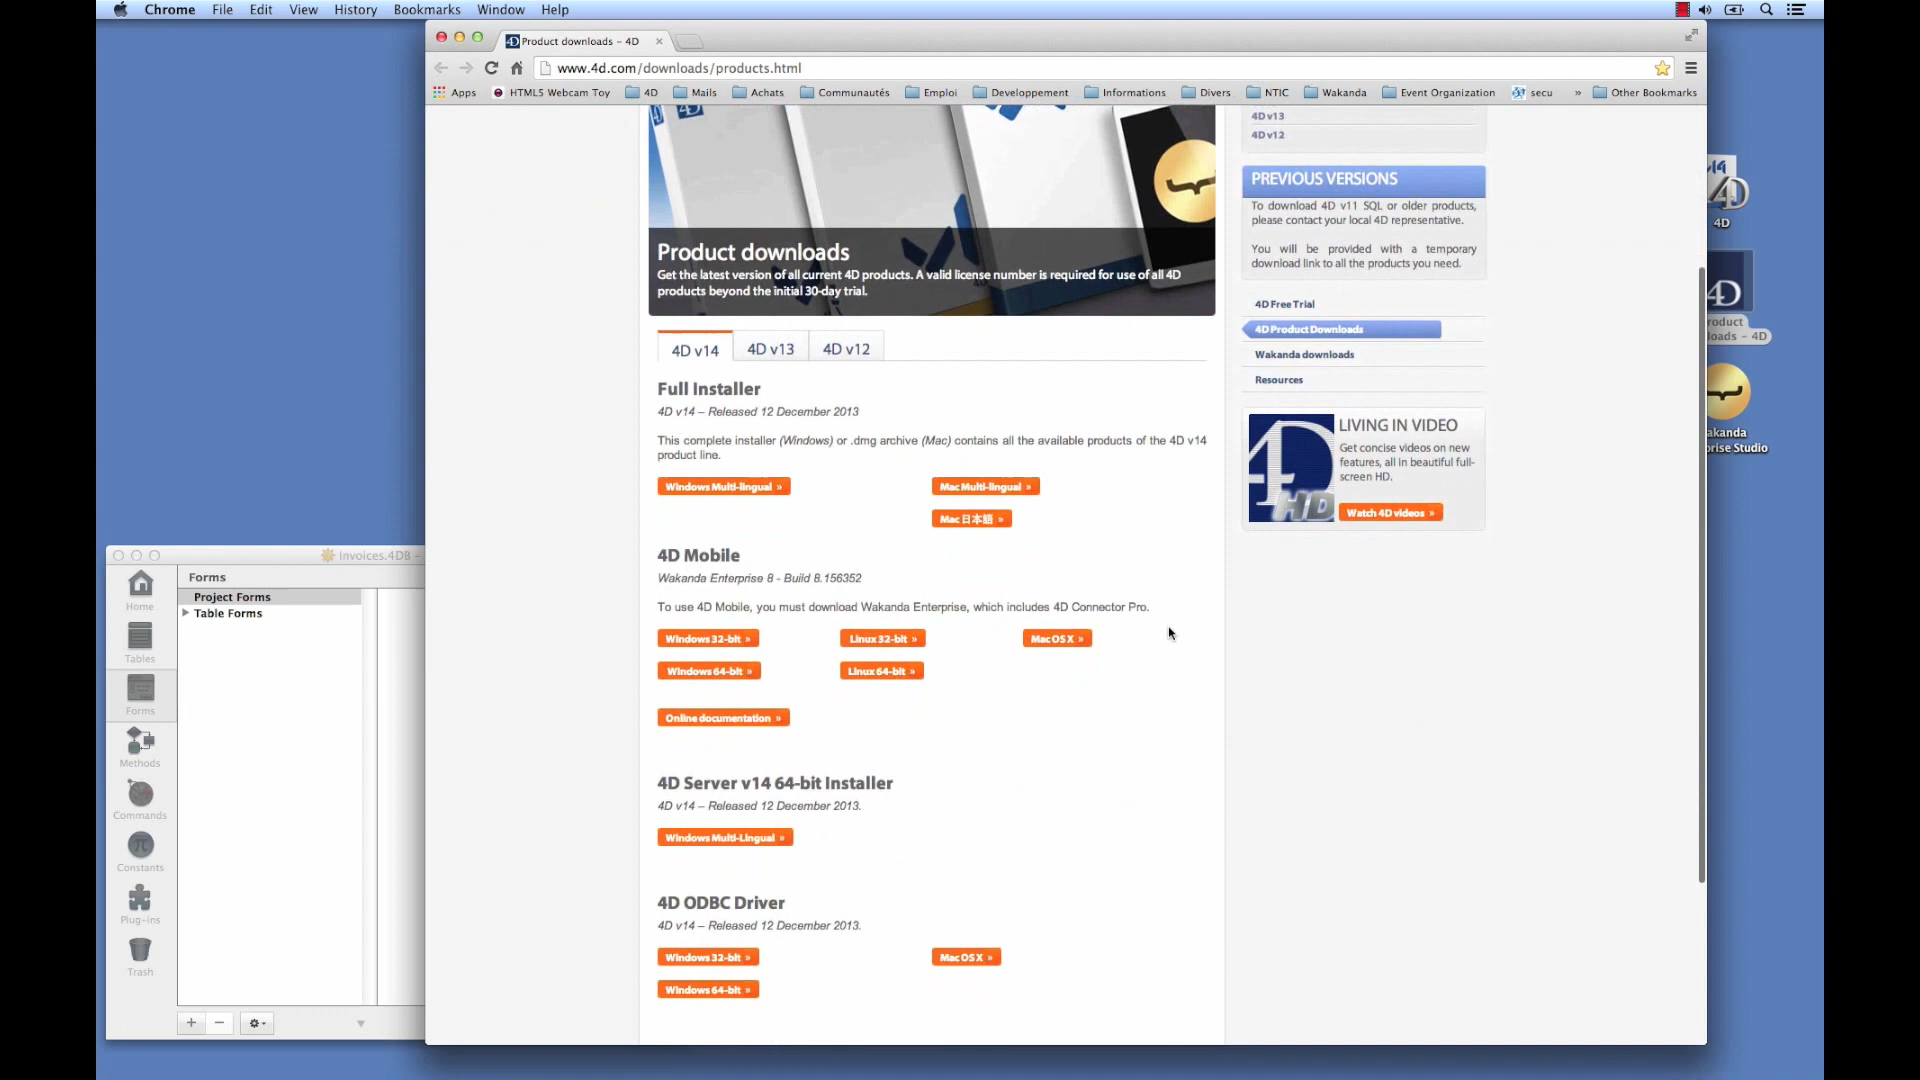 Chrome File Edit View History Bookmarks Window Help
Product downloads – 4D
www.4d.com/downloads/products.html
Apps HTML5 Webcam Toy 4D Mails Achats Communautés Emploi Developpement Informations Divers NTIC Wakanda Event Organization secu » Other Bookmarks
4D v13
4D v12
PREVIOUS VERSIONS
To download 4D v11 SQL or older products,
please contact your local 4D representative.
You will be provided with a temporary
download link to all the products you need.
4D Free Trial
4D Product Downloads
Wakanda downloads
Resources
4D HD
LIVING IN VIDEO
Get concise videos on new
features, all in beautiful full-
screen HD.
Watch 4D videos »
Product downloads
Get the latest version of all current 4D products. A valid license number is required for use of all 4D
products beyond the initial 30-day trial.
4D v14 4D v13 4D v12
Full Installer
4D v14 – Released 12 December 2013
This complete installer (Windows) or .dmg archive (Mac) contains all the available products of the 4D v14
product line.
Windows Multi-lingual » Mac Multi-lingual »
Mac 日本語 »
4D Mobile
Wakanda Enterprise 8 - Build 8.156352
To use 4D Mobile, you must download Wakanda Enterprise, which includes 4D Connector Pro.
Windows 32-bit » Linux 32-bit » Mac OS X »
Windows 64-bit » Linux 64-bit »
Online documentation »
4D Server v14 64-bit Installer
4D v14 – Released 12 December 2013.
Windows Multi-Lingual »
4D ODBC Driver
4D v14 – Released 12 December 2013.
Windows 32-bit » Mac OS X »
Windows 64-bit »
invoices.4DB –
Home
Tables
Forms
Methods
Commands
Constants
Plug-ins
Trash
Forms
Project Forms
Table Forms
v14
4D
4D
roduct
loads – 4D
akanda
prise Studio